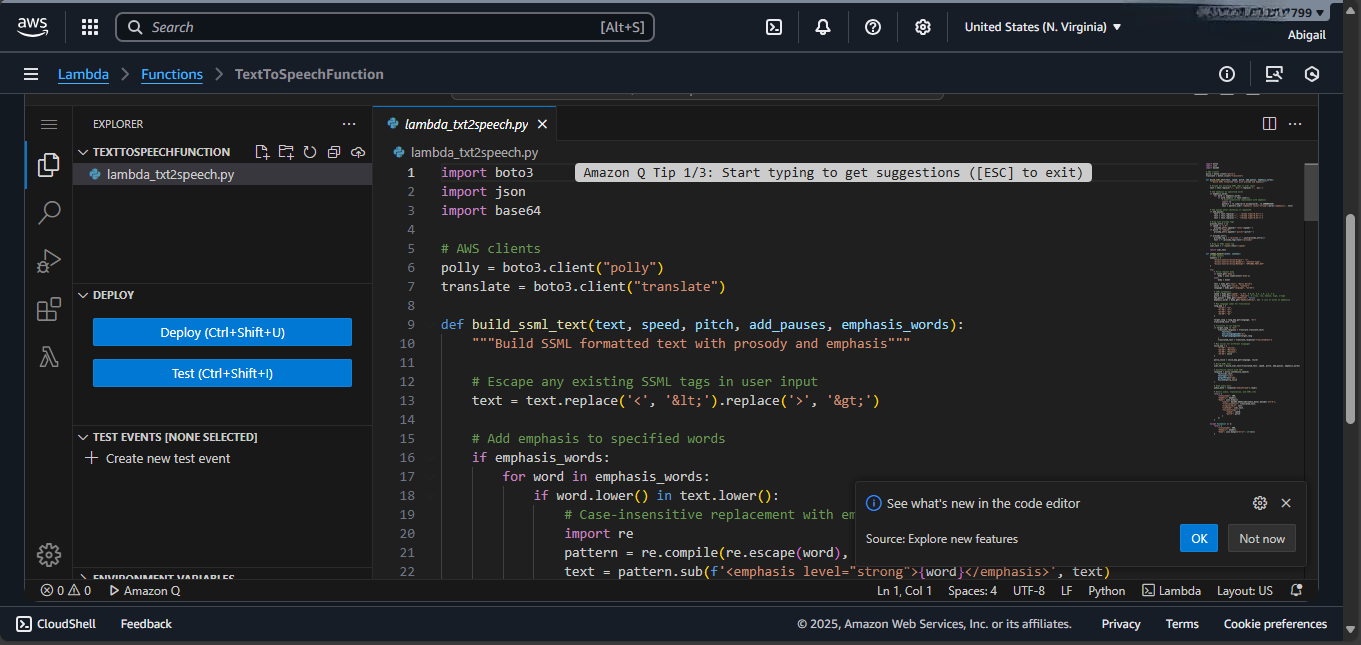 aws
Search [Alt+S]
United States (N. Virginia)
7799
Abigail
Lambda > Functions > TextToSpeechFunction
EXPLORER
TEXTTOSPEECHFUNCTION
lambda_txt2speech.py
DEPLOY
Deploy (Ctrl+Shift+U)
Test (Ctrl+Shift+I)
TEST EVENTS [NONE SELECTED]
Create new test event
ENVIRONMENT VARIABLES
lambda_txt2speech.py
lambda_txt2speech.py
1 import boto3 Amazon Q Tip 1/3: Start typing to get suggestions ([ESC] to exit)
2 import json
3 import base64
4
5 # AWS clients
6 polly = boto3.client("polly")
7 translate = boto3.client("translate")
8
9 def build_ssml_text(text, speed, pitch, add_pauses, emphasis_words):
10 """Build SSML formatted text with prosody and emphasis"""
11
12 # Escape any existing SSML tags in user input
13 text = text.replace('<', '&lt;').replace('>', '&gt;')
14
15 # Add emphasis to specified words
16 if emphasis_words:
17 for word in emphasis_words:
18 if word.lower() in text.lower():
19 # Case-insensitive replacement with em
20 import re
21 pattern = re.compile(re.escape(word),
22 text = pattern.sub(f'<emphasis level="strong">{word}</emphasis>', text)
See what's new in the code editor
Source: Explore new features
OK
Not now
0 0 Amazon Q
Ln 1, Col 1 Spaces: 4 UTF-8 LF Python Lambda Layout: US
CloudShell Feedback
© 2025, Amazon Web Services, Inc. or its affiliates. Privacy Terms Cookie preferences